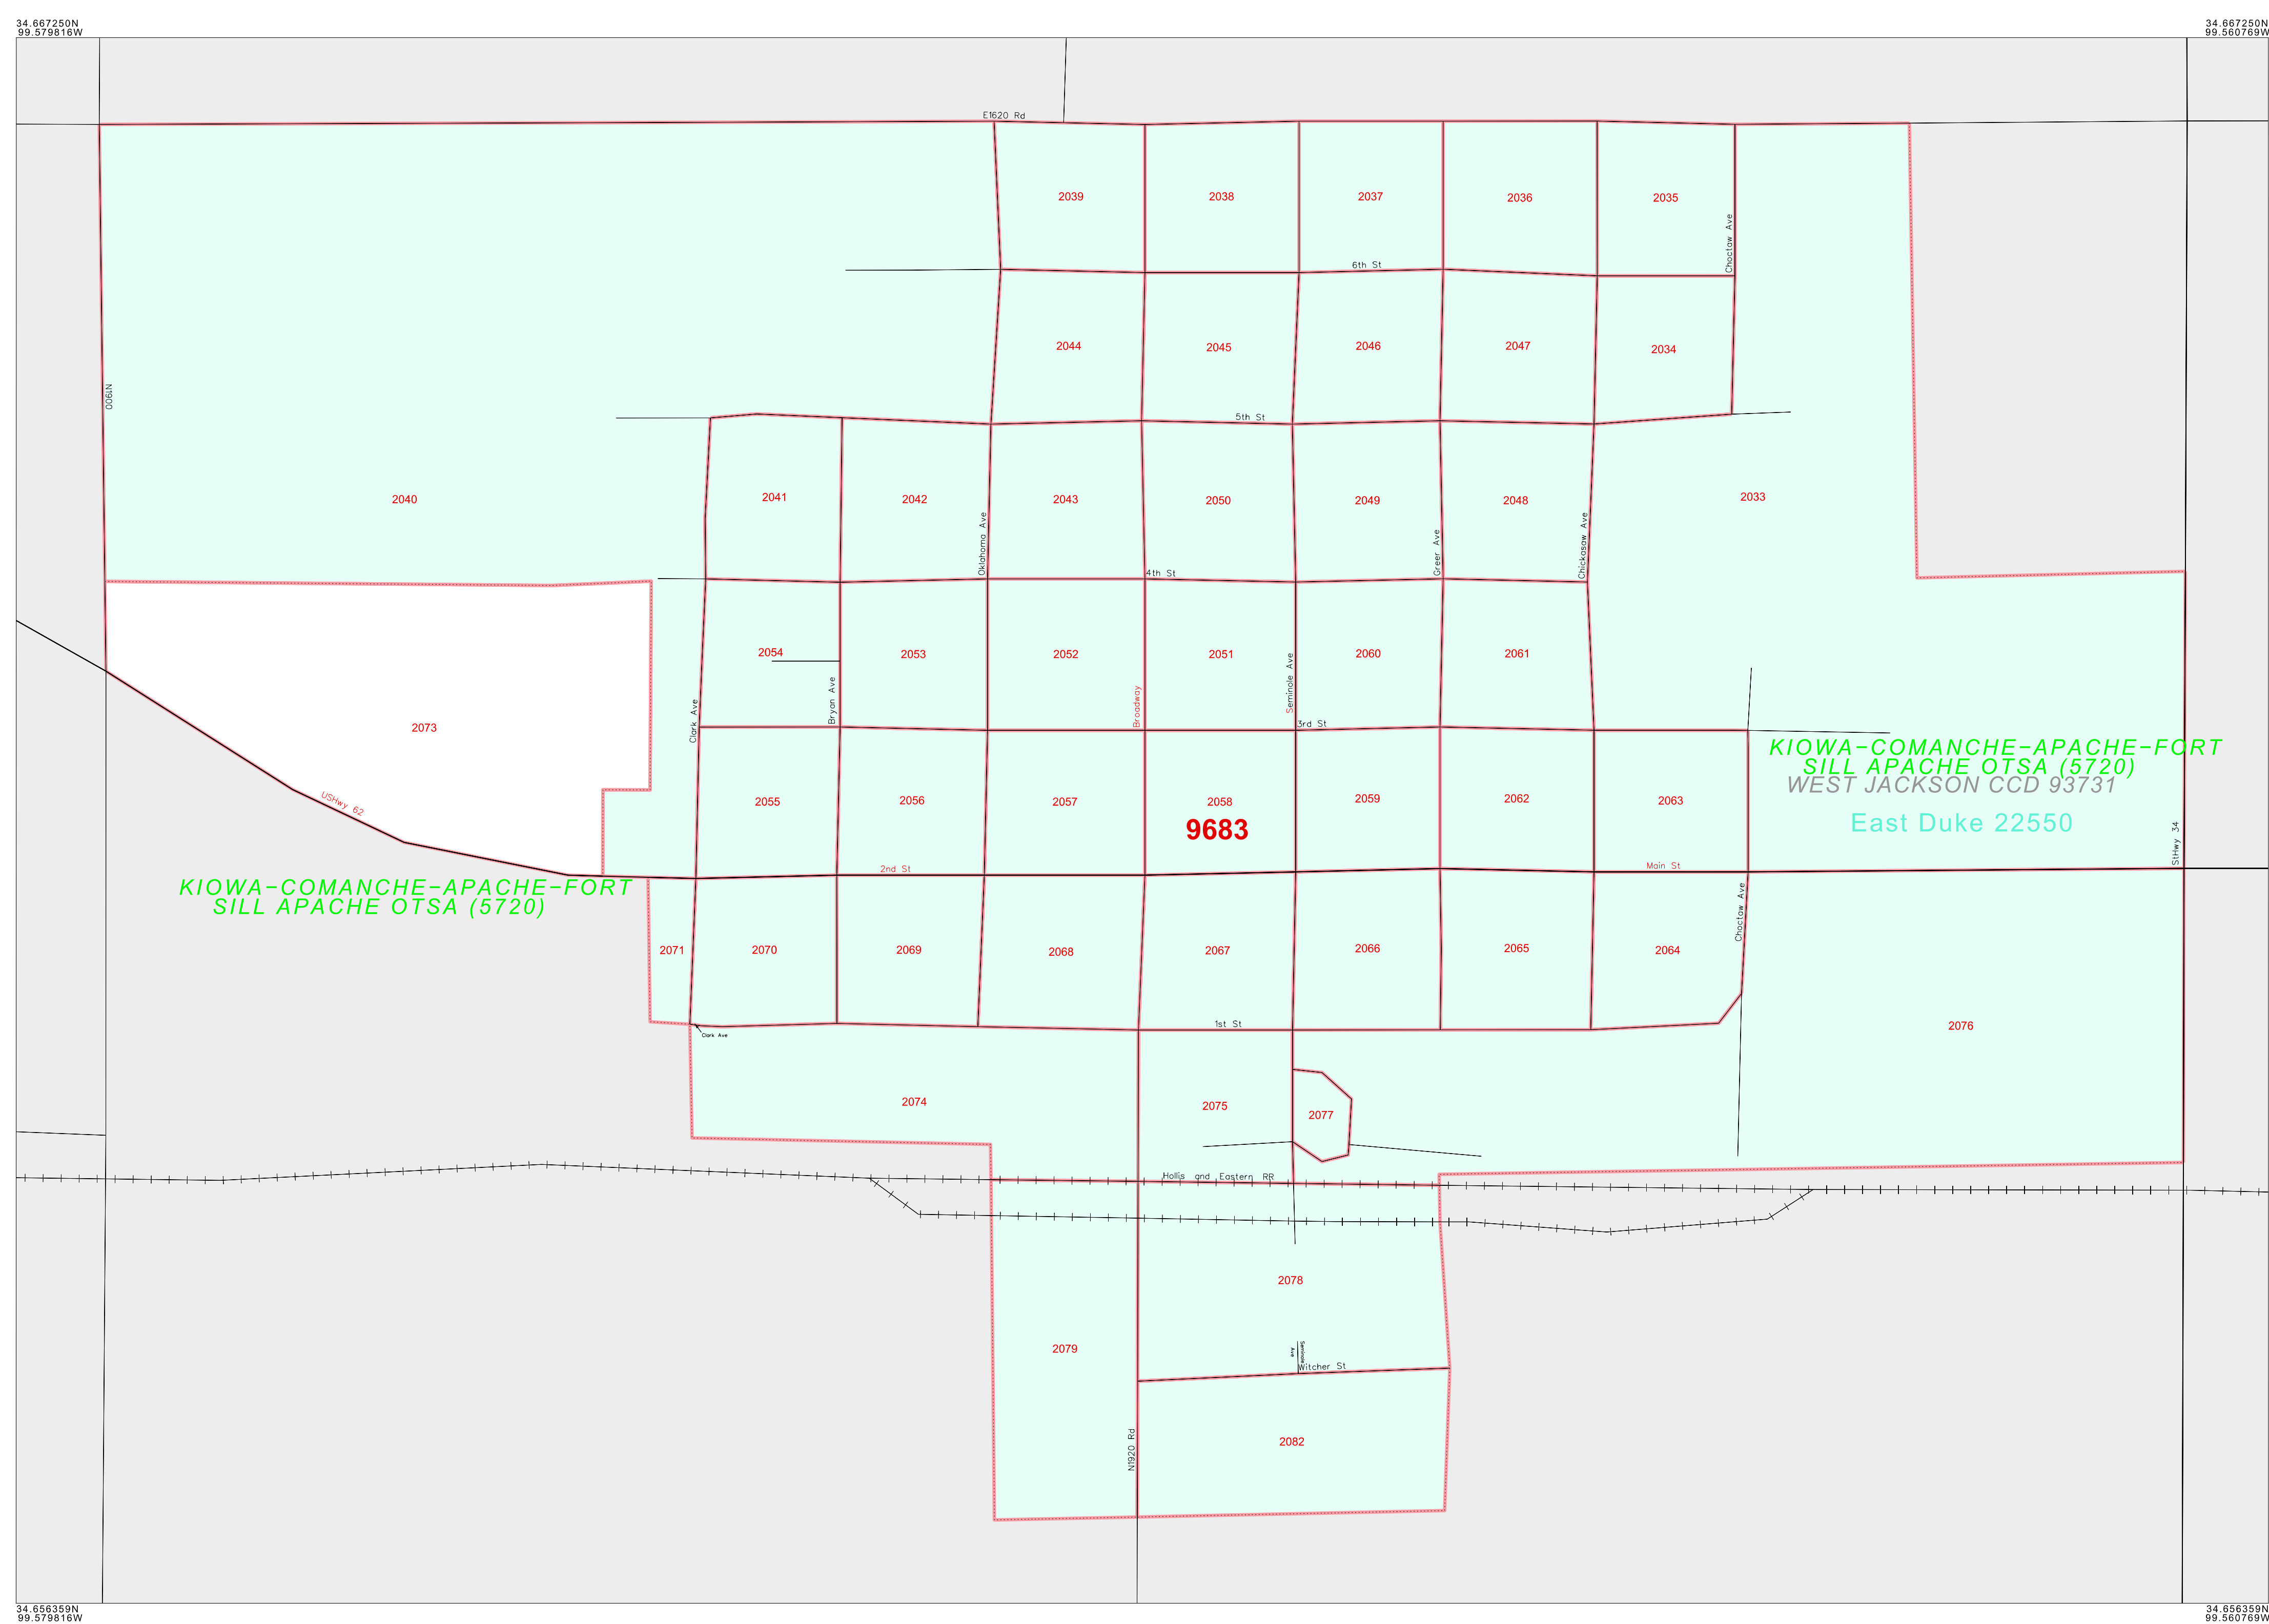 34.667250N
99.579816W
34.667250N
99.560769W
E1620 Rd
2039
2038
2037
2036
2035
Choctaw Ave
6th St
2044
2045
2046
2047
2034
N1900
5th St
2040
2041
2042
2043
2050
2049
2048
2033
Oklahoma Ave
Greer Ave
Chickasaw Ave
4th St
2054
2053
2052
2051
2060
2061
Clark Ave
Bryan Ave
Broadway
Seminole Ave
3rd St
2073
USHwy 62
KIOWA-COMANCHE-APACHE-FORT
SILL APACHE OTSA (5720)
WEST JACKSON CCD 93731
East Duke 22550
2055
2056
2057
2058
9683
2059
2062
2063
StHwy 34
2nd St
Main St
KIOWA-COMANCHE-APACHE-FORT
SILL APACHE OTSA (5720)
Choctaw Ave
2071
2070
2069
2068
2067
2066
2065
2064
2076
1st St
Clark Ave
2074
2075
2077
Hollis and Eastern RR
2078
2079
Seminole
Ave
Witcher St
N1920 Rd
2082
34.656359N
99.579816W
34.656359N
99.560769W